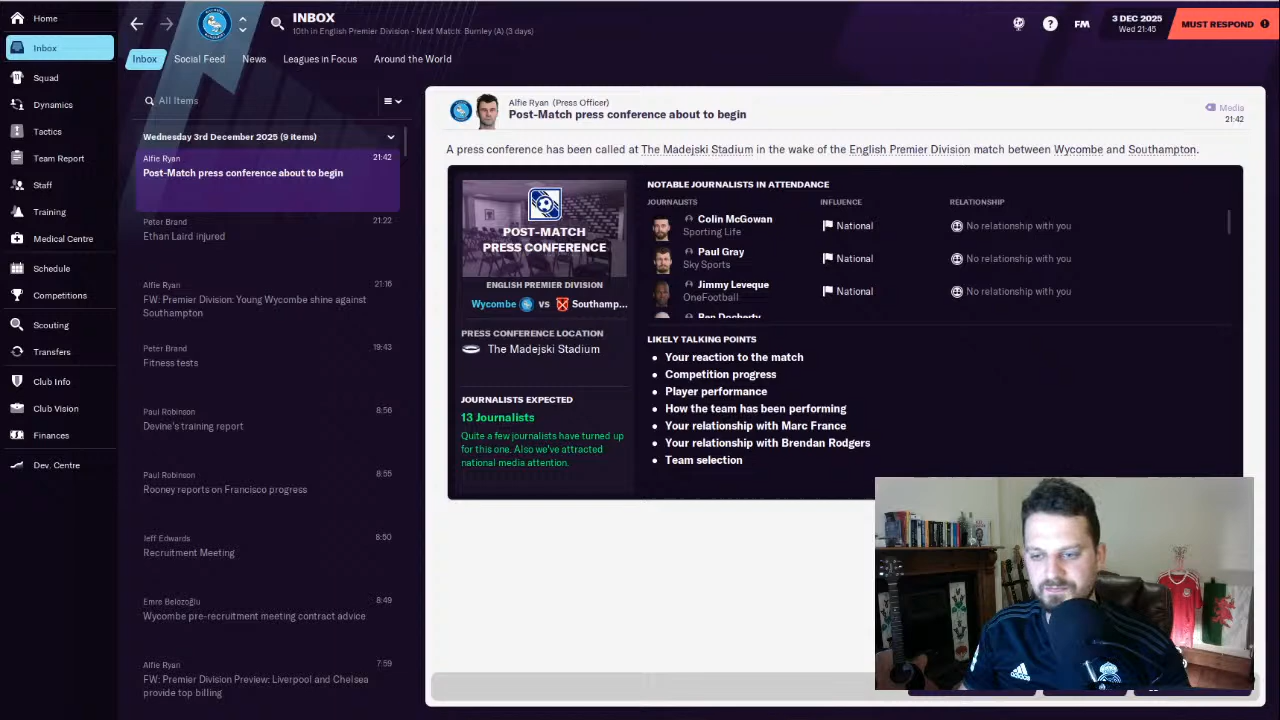 Home
Inbox
Squad
Dynamics
Tactics
Team Report
Staff
Training
Medical Centre
Schedule
Competitions
Scouting
Transfers
Club Info
Club Vision
Finances
Dev. Centre
INBOX
10th in English Premier Division - Next Match: Burnley (A) (3 days)
FM
3 DEC 2025
Wed 21:45
MUST RESPOND
Inbox
Social Feed
News
Leagues in Focus
Around the World
All Items
Wednesday 3rd December 2025 (9 items)
Alfie Ryan 21:42
Post-Match press conference about to begin
Peter Brand 21:22
Ethan Laird injured
Alfie Ryan 21:16
FW: Premier Division: Young Wycombe shine against
Southampton
Peter Brand 19:43
Fitness tests
Paul Robinson 8:56
Devine's training report
Paul Robinson 8:55
Rooney reports on Francisco progress
Jeff Edwards 8:50
Recruitment Meeting
Emre Belözoğlu 8:49
Wycombe pre-recruitment meeting contract advice
Alfie Ryan 7:59
FW: Premier Division Preview: Liverpool and Chelsea
provide top billing
Alfie Ryan (Press Officer)
Post-Match press conference about to begin
Media
21:42
A press conference has been called at The Madejski Stadium in the wake of the English Premier Division match between Wycombe and Southampton.
POST-MATCH
PRESS CONFERENCE
ENGLISH PREMIER DIVISION
Wycombe vs Southamp...
PRESS CONFERENCE LOCATION
The Madejski Stadium
JOURNALISTS EXPECTED
13 Journalists
Quite a few journalists have turned up
for this one. Also we've attracted
national media attention.
NOTABLE JOURNALISTS IN ATTENDANCE
JOURNALISTS INFLUENCE RELATIONSHIP
Colin McGowan
Sporting Life
National
No relationship with you
Paul Gray
Sky Sports
National
No relationship with you
Jimmy Leveque
OneFootball
National
No relationship with you
Ben Docherty
LIKELY TALKING POINTS
Your reaction to the match
Competition progress
Player performance
How the team has been performing
Your relationship with Marc France
Your relationship with Brendan Rodgers
Team selection